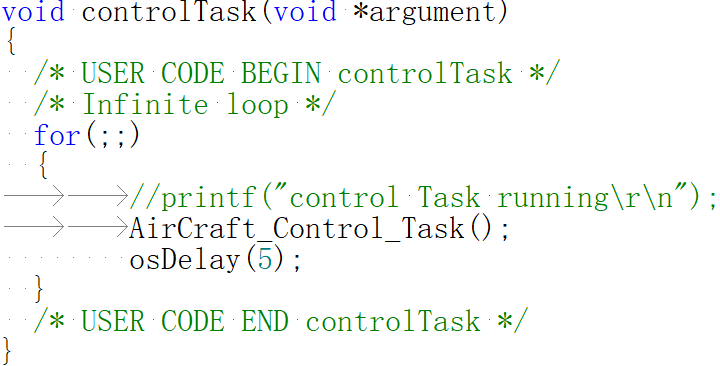 void controlTask(void *argument)
{
  /* USER CODE BEGIN controlTask */
  /* Infinite loop */
  for(;;)
  {
		//printf("control Task running\r\n");
		AirCraft_Control_Task();
        osDelay(5);
  }
  /* USER CODE END controlTask */
}